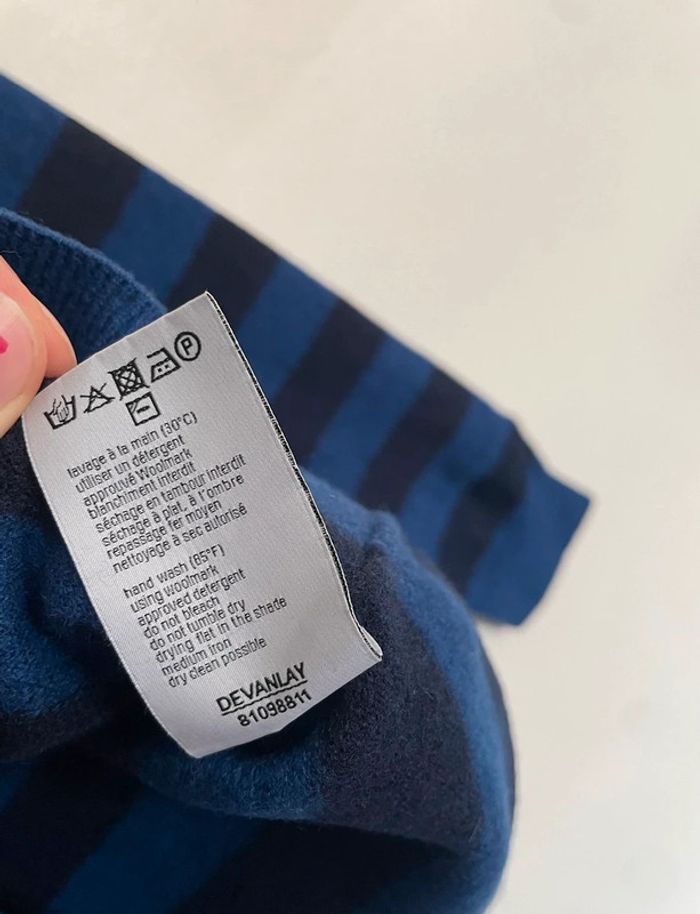 P
lavage à la main (30°C)
utiliser un détergent
approuvé Woolmark
blanchiment interdit
séchage en tambour interdit
séchage à plat, à l'ombre
repassage fer moyen
nettoyage à sec autorisé
hand wash (85°F)
using woolmark
approved detergent
do not bleach
do not tumble dry
drying flat in the shade
medium iron
dry clean possible
DEVANLAY
81098811